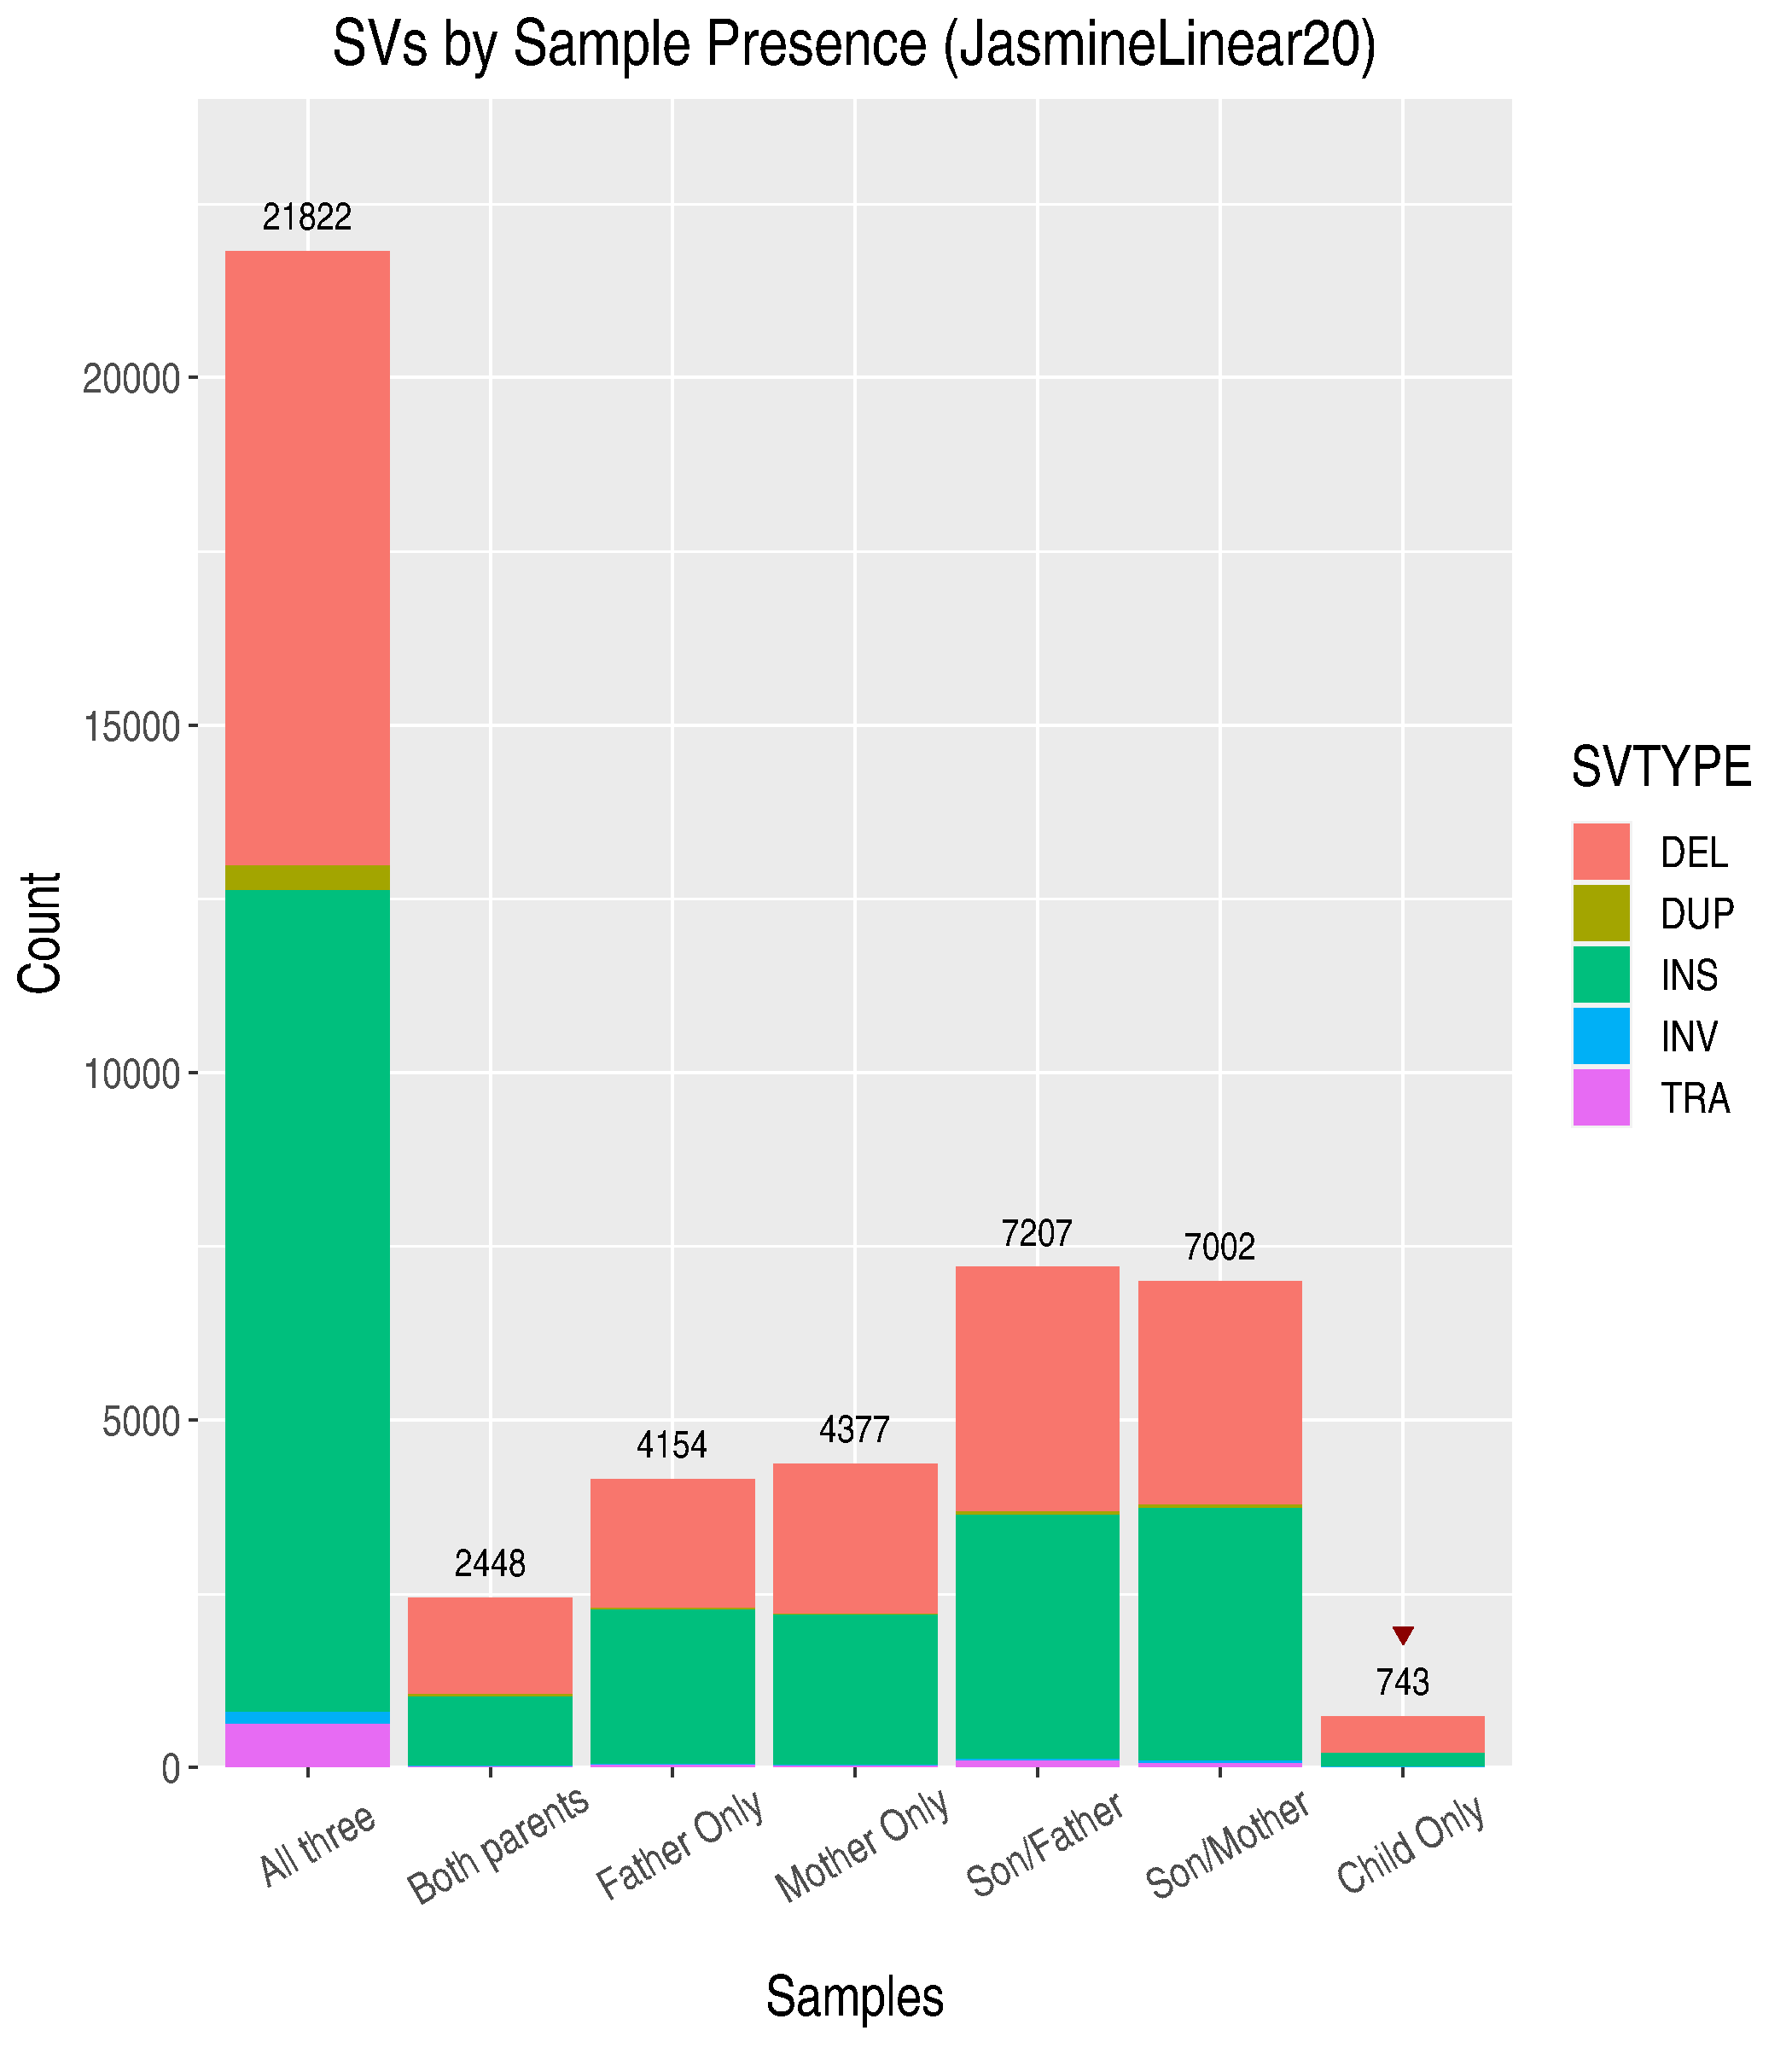 SVs by Sample Presence (JasmineLinear20)
Count
20000
15000
10000
5000
0
21822
2448
4154
4377
7207
7002
743
All three
Both parents
Father Only
Mother Only
Son/Father
Son/Mother
Child Only
Samples
SVTYPE
DEL
DUP
INS
INV
TRA